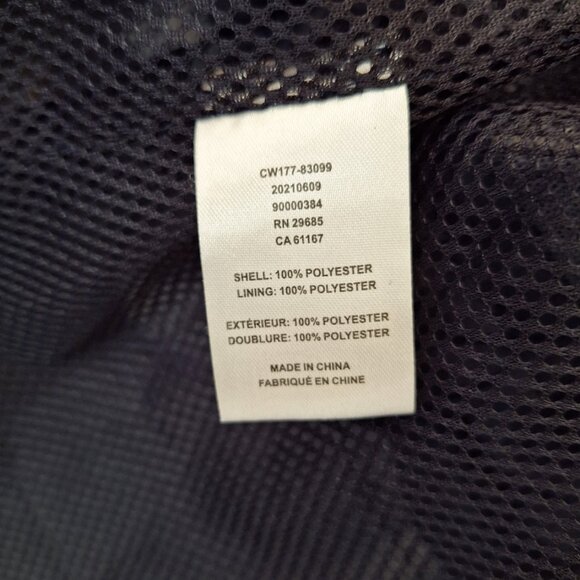 CW177-83099
20210609
90000384
RN 29685
CA 61167
SHELL: 100% POLYESTER
LINING: 100% POLYESTER
EXTÉRIEUR: 100% POLYESTER
DOUBLURE: 100% POLYESTER
MADE IN CHINA
FABRIQUÉ EN CHINE